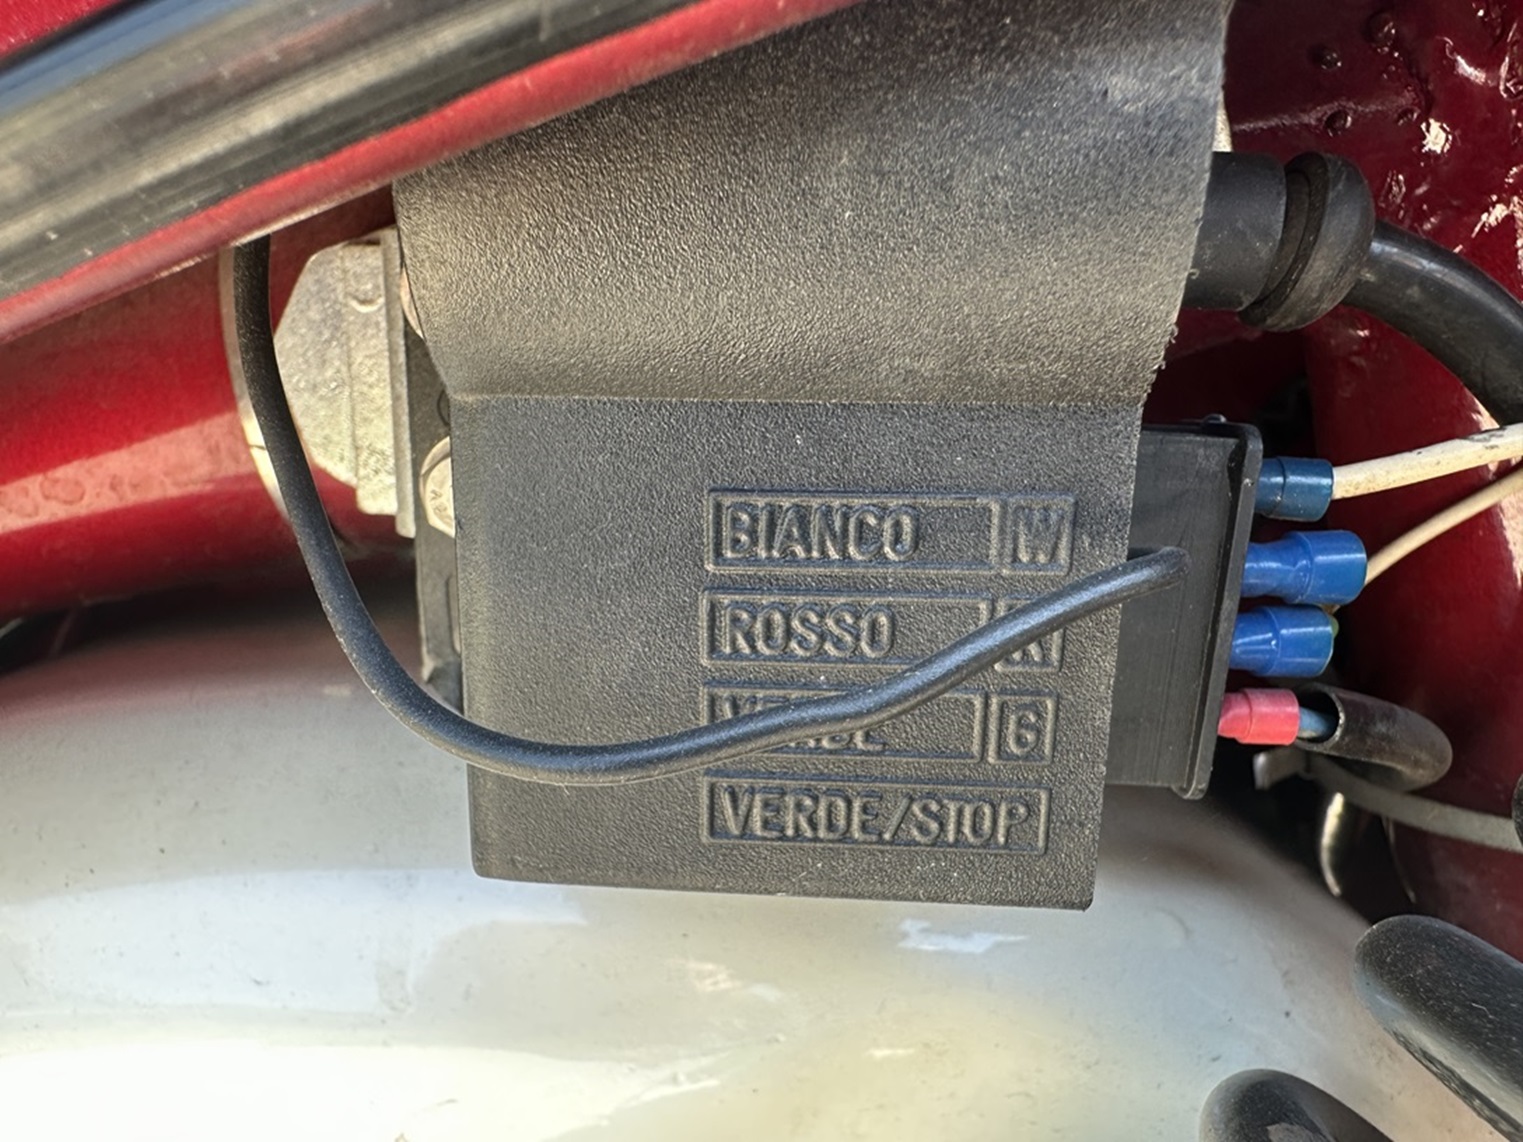 BIANCO W
ROSSO
G
VERDE/STOP